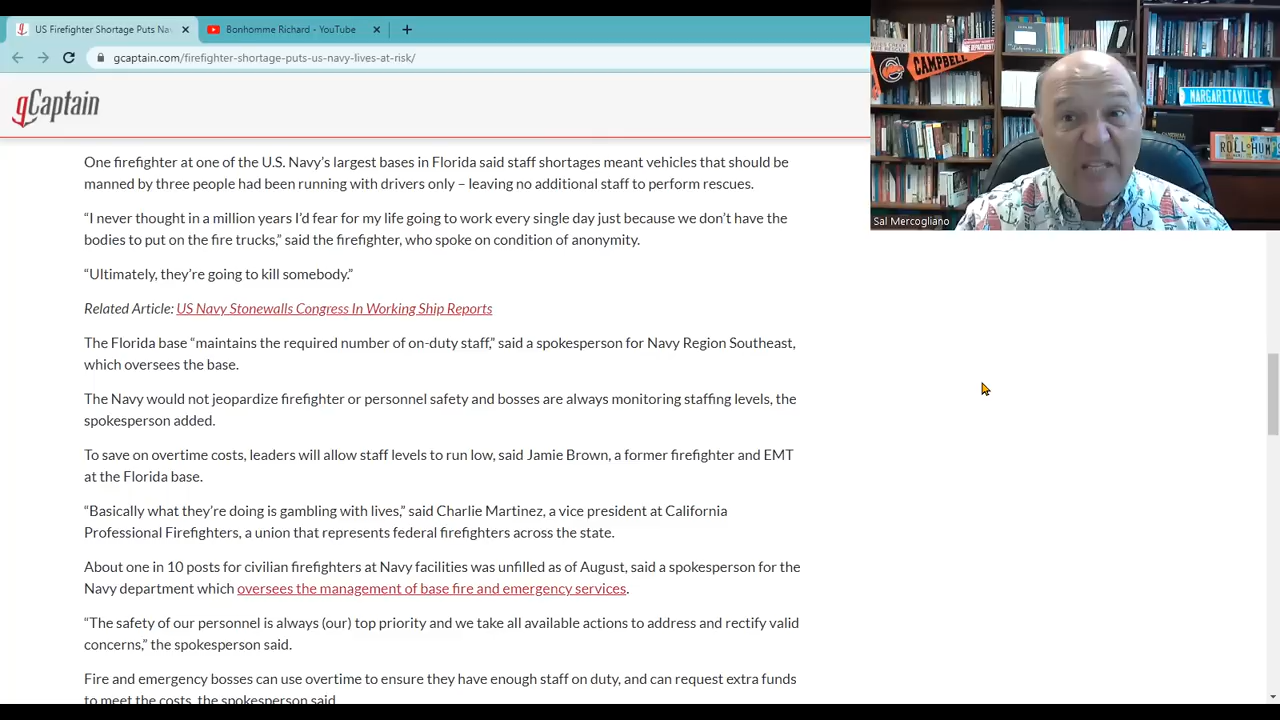 US Firefighter Shortage Puts Nav
Bonhomme Richard - YouTube
gcaptain.com/firefighter-shortage-puts-us-navy-lives-at-risk/
gCaptain
CAMPBELL
MARGARITAVILLE
Sal Mercogliano
One firefighter at one of the U.S. Navy’s largest bases in Florida said staff shortages meant vehicles that should be
manned by three people had been running with drivers only – leaving no additional staff to perform rescues.
“I never thought in a million years I’d fear for my life going to work every single day just because we don’t have the
bodies to put on the fire trucks,” said the firefighter, who spoke on condition of anonymity.
“Ultimately, they’re going to kill somebody.”
Related Article: US Navy Stonewalls Congress In Working Ship Reports
The Florida base “maintains the required number of on-duty staff,” said a spokesperson for Navy Region Southeast,
which oversees the base.
The Navy would not jeopardize firefighter or personnel safety and bosses are always monitoring staffing levels, the
spokesperson added.
To save on overtime costs, leaders will allow staff levels to run low, said Jamie Brown, a former firefighter and EMT
at the Florida base.
“Basically what they’re doing is gambling with lives,” said Charlie Martinez, a vice president at California
Professional Firefighters, a union that represents federal firefighters across the state.
About one in 10 posts for civilian firefighters at Navy facilities was unfilled as of August, said a spokesperson for the
Navy department which oversees the management of base fire and emergency services.
“The safety of our personnel is always (our) top priority and we take all available actions to address and rectify valid
concerns,” the spokesperson said.
Fire and emergency bosses can use overtime to ensure they have enough staff on duty, and can request extra funds
to meet the costs, the spokesperson said.